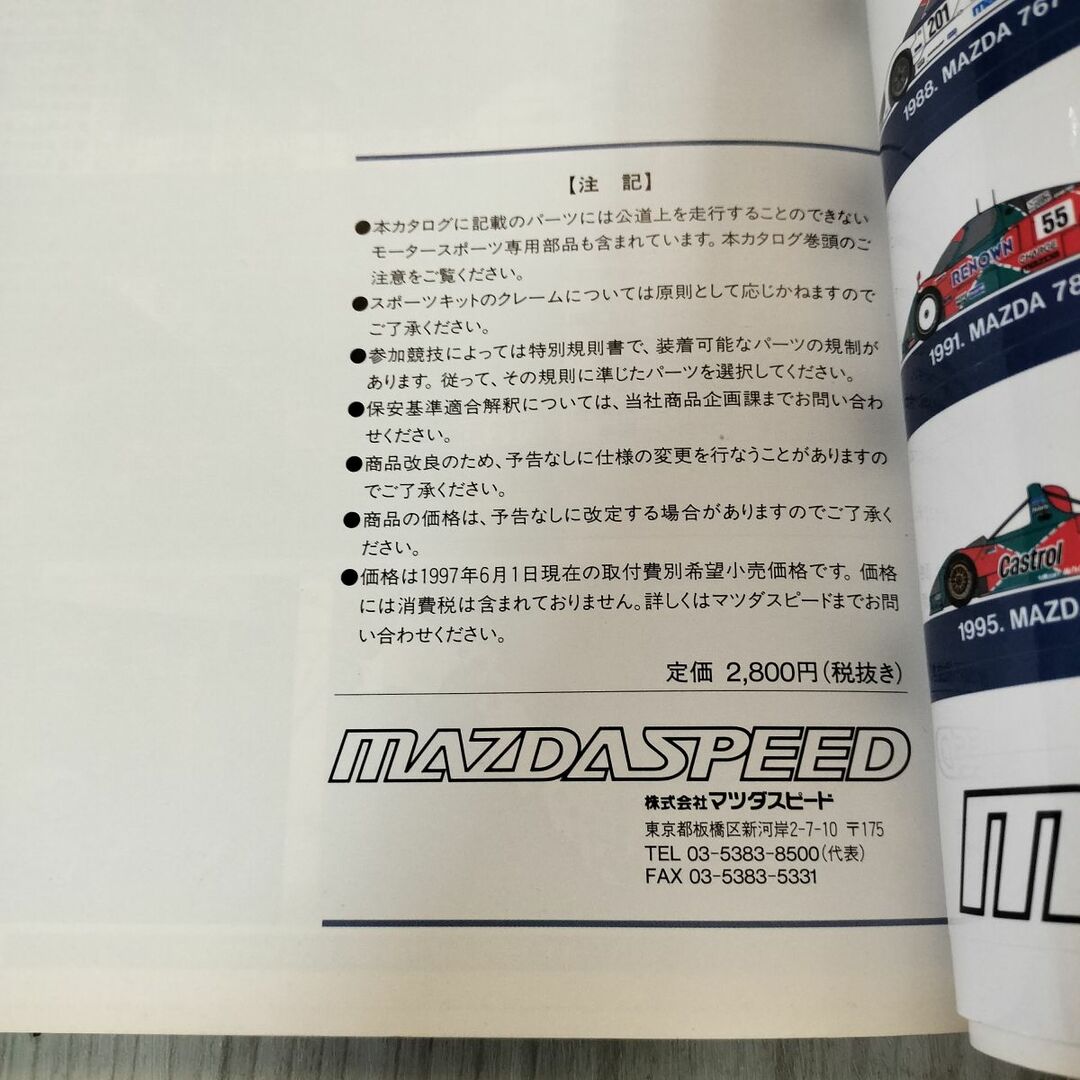 【注 記】
●本カタログに記載のパーツには公道上を走行することのできない
モータースポーツ専用部品も含まれています。本カタログ巻頭のご
注意をご覧ください。
●スポーツキットのクレームについては原則として応じかねますので
ご了承ください。
●参加競技によっては特別規則書で、装着可能なパーツの規制が
あります。従って、その規則に準じたパーツを選択してください。
●保安基準適合解釈については、当社商品企画課までお問い合わ
せください。
●商品改良のため、予告なしに仕様の変更を行なうことがありますの
でご了承ください。
●商品の価格は、予告なしに改定する場合がありますのでご了承く
ださい。
●価格は1997年6月1日現在の取付費別希望小売価格です。価格
には消費税は含まれておりません。詳しくはマツダスピードまでお問
い合わせください。
定価 2,800円(税抜き)
MAZDASPEED
株式会社マツダスピード
東京都板橋区新河岸2-7-10 〒175
TEL 03-5383-8500(代表)
FAX 03-5383-5331
201
1988. MAZDA 767
55
RENOWN
CHARGE
1991. MAZDA 78
Castrol
1995. MAZD